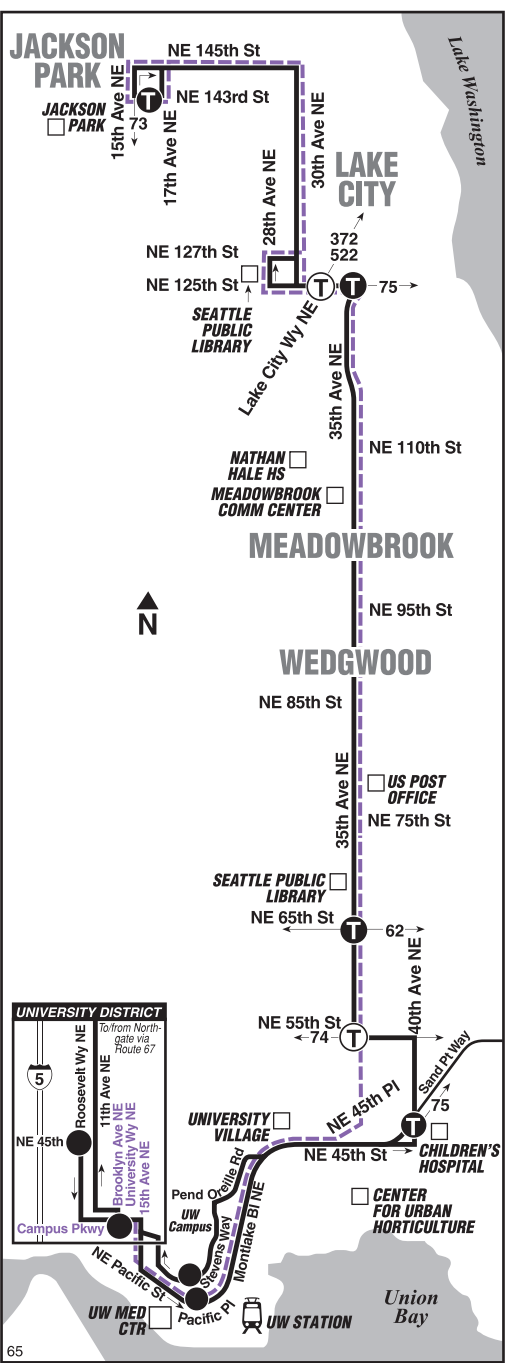 JACKSON
PARK
NE 145th St
Lake Washington
15th Ave NE
NE 143rd St
T
JACKSON
PARK
73
17th Ave NE
30th Ave NE
28th Ave NE
LAKE
CITY
372
522
NE 127th St
NE 125th St
T
T
75
SEATTLE
PUBLIC
LIBRARY
Lake City Wy NE
35th Ave NE
NE 110th St
NATHAN
HALE HS
MEADOWBROOK
COMM CENTER
MEADOWBROOK
N
NE 95th St
WEDGWOOD
NE 85th St
35th Ave NE
US POST
OFFICE
NE 75th St
SEATTLE PUBLIC
LIBRARY
NE 65th St
T
62
40th Ave NE
NE 55th St
74
T
Sand Pt Way
75
T
NE 45th Pl
UNIVERSITY
VILLAGE
NE 45th St
CHILDREN'S
HOSPITAL
CENTER
FOR URBAN
HORTICULTURE
UNIVERSITY DISTRICT
To/from North-
gate via
Route 67
5
Roosevelt Wy NE
11th Ave NE
NE 45th
Brooklyn Ave NE
University Wy NE
15th Ave NE
Campus Pkwy
Pend Oreille Rd
UW
Campus
Stevens Way
Montlake Bl NE
NE Pacific St
Pacific Pl
UW MED
CTR
UW STATION
Union
Bay
65